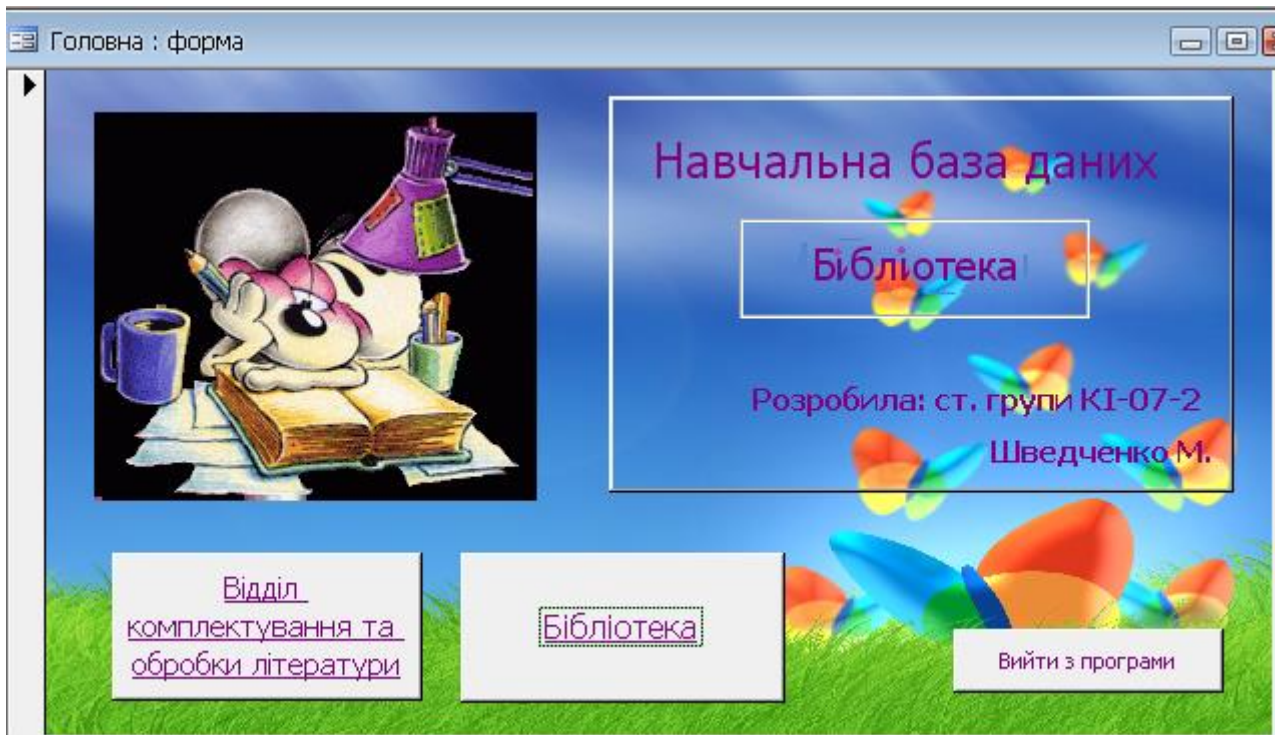 Головна : форма
Навчальна база даних
Бібліотека
Розробила: ст. групи КІ-07-2
Шведченко М.
Відділ
комплектування та
обробки літератури
Бібліотека
Вийти з програми